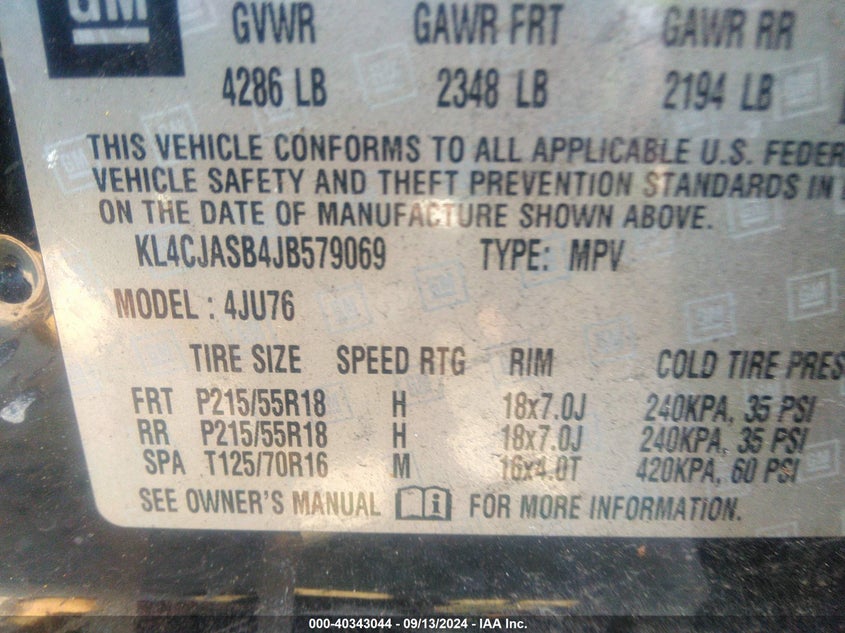 GM
GVWR GAWR FRT GAWR RR
4286 LB 2348 LB 2194 LB
THIS VEHICLE CONFORMS TO ALL APPLICABLE U.S. FEDER
VEHICLE SAFETY AND THEFT PREVENTION STANDARDS IN
ON THE DATE OF MANUFACTURE SHOWN ABOVE.
KL4CJASB4JB579069 TYPE: MPV
MODEL: 4JU76
TIRE SIZE SPEED RTG RIM COLD TIRE PRES
FRT P215/55R18 H 18x7.0J 240KPA, 35 PSI
RR P215/55R18 H 18x7.0J 240KPA, 35 PSI
SPA T125/70R16 M 16x4.0T 420KPA, 60 PSI
SEE OWNER'S MANUAL i FOR MORE INFORMATION.
000-40343044 - 09/13/2024 - IAA Inc.